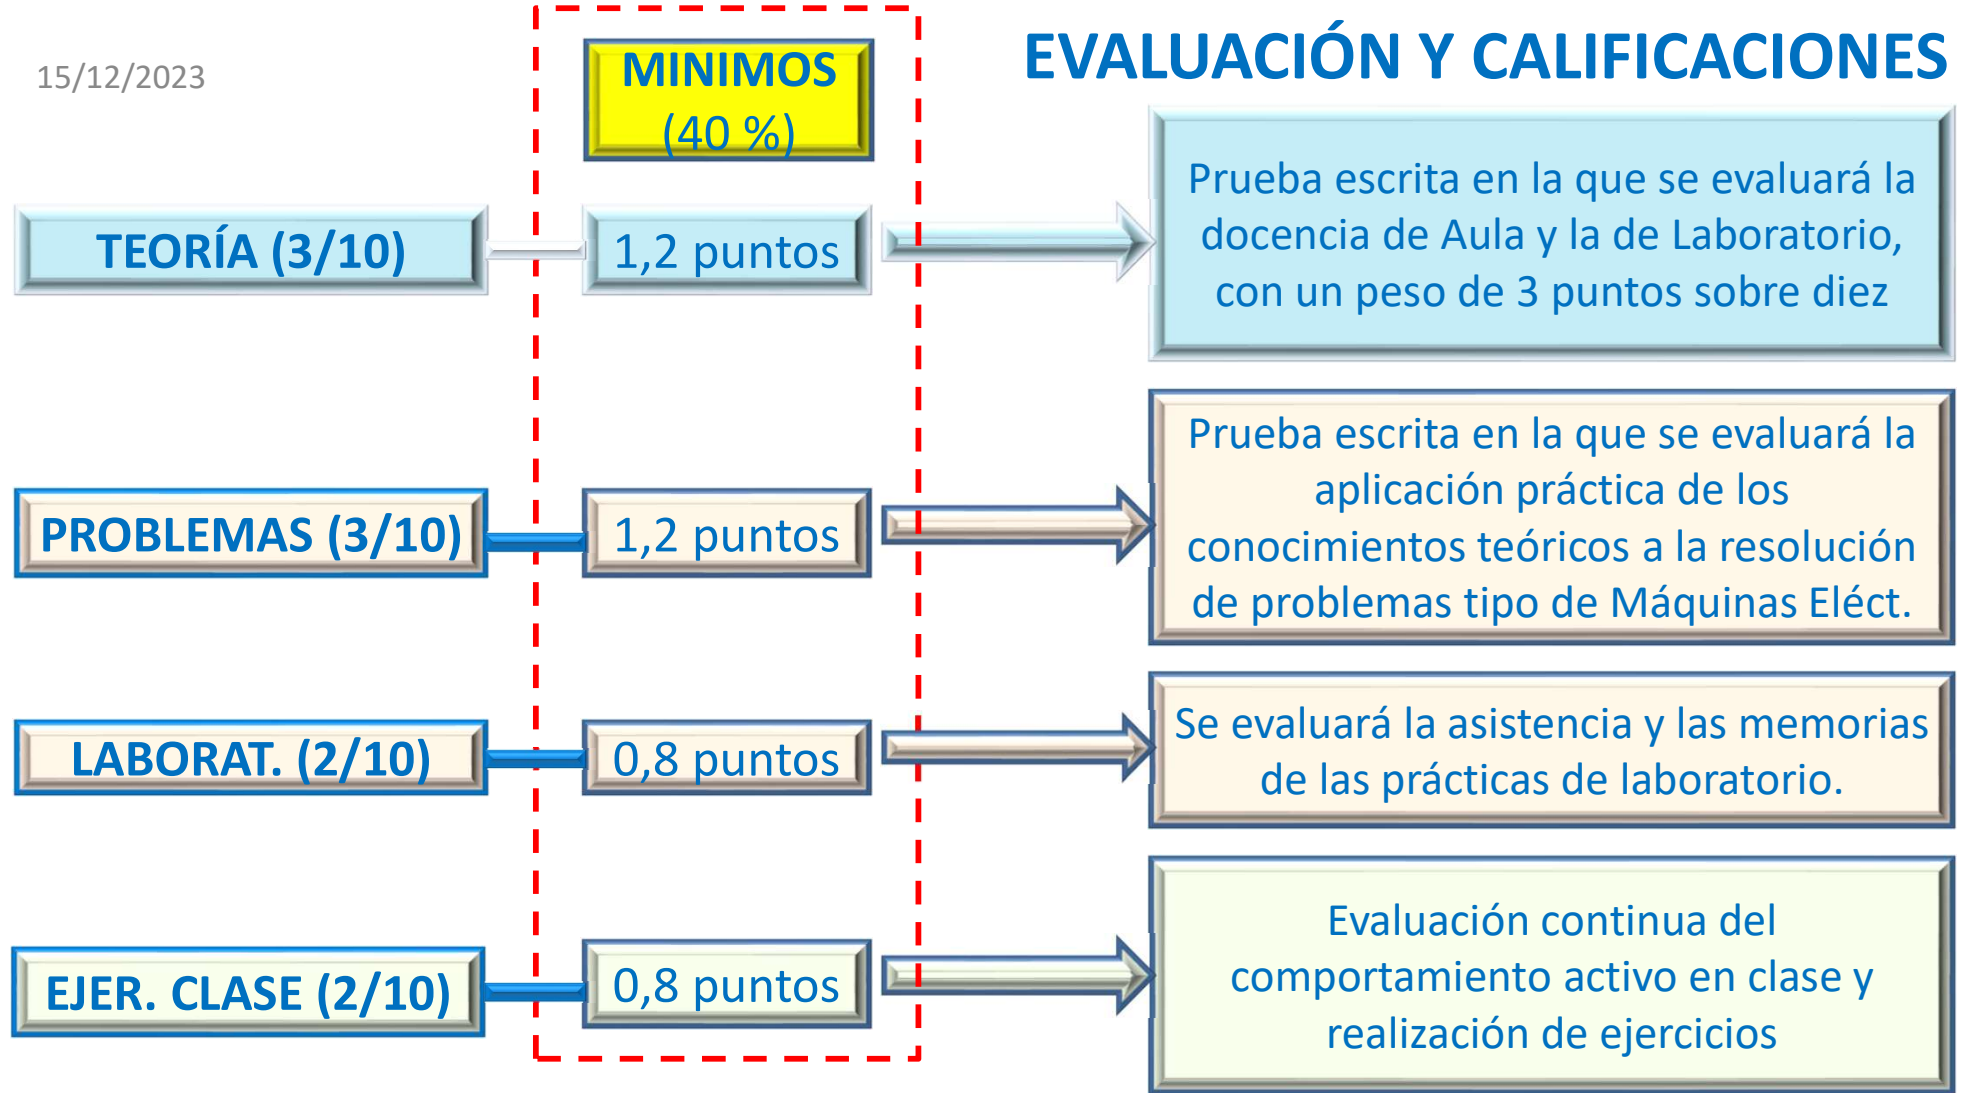 15/12/2023
MINIMOS
(40 %)
EVALUACIÓN Y CALIFICACIONES
TEORÍA (3/10)
1,2 puntos
Prueba escrita en la que se evaluará la
docencia de Aula y la de Laboratorio,
con un peso de 3 puntos sobre diez
PROBLEMAS (3/10)
1,2 puntos
Prueba escrita en la que se evaluará la
aplicación práctica de los
conocimientos teóricos a la resolución
de problemas tipo de Máquinas Eléct.
LABORAT. (2/10)
0,8 puntos
Se evaluará la asistencia y las memorias
de las prácticas de laboratorio.
EJER. CLASE (2/10)
0,8 puntos
Evaluación continua del
comportamiento activo en clase y
realización de ejercicios